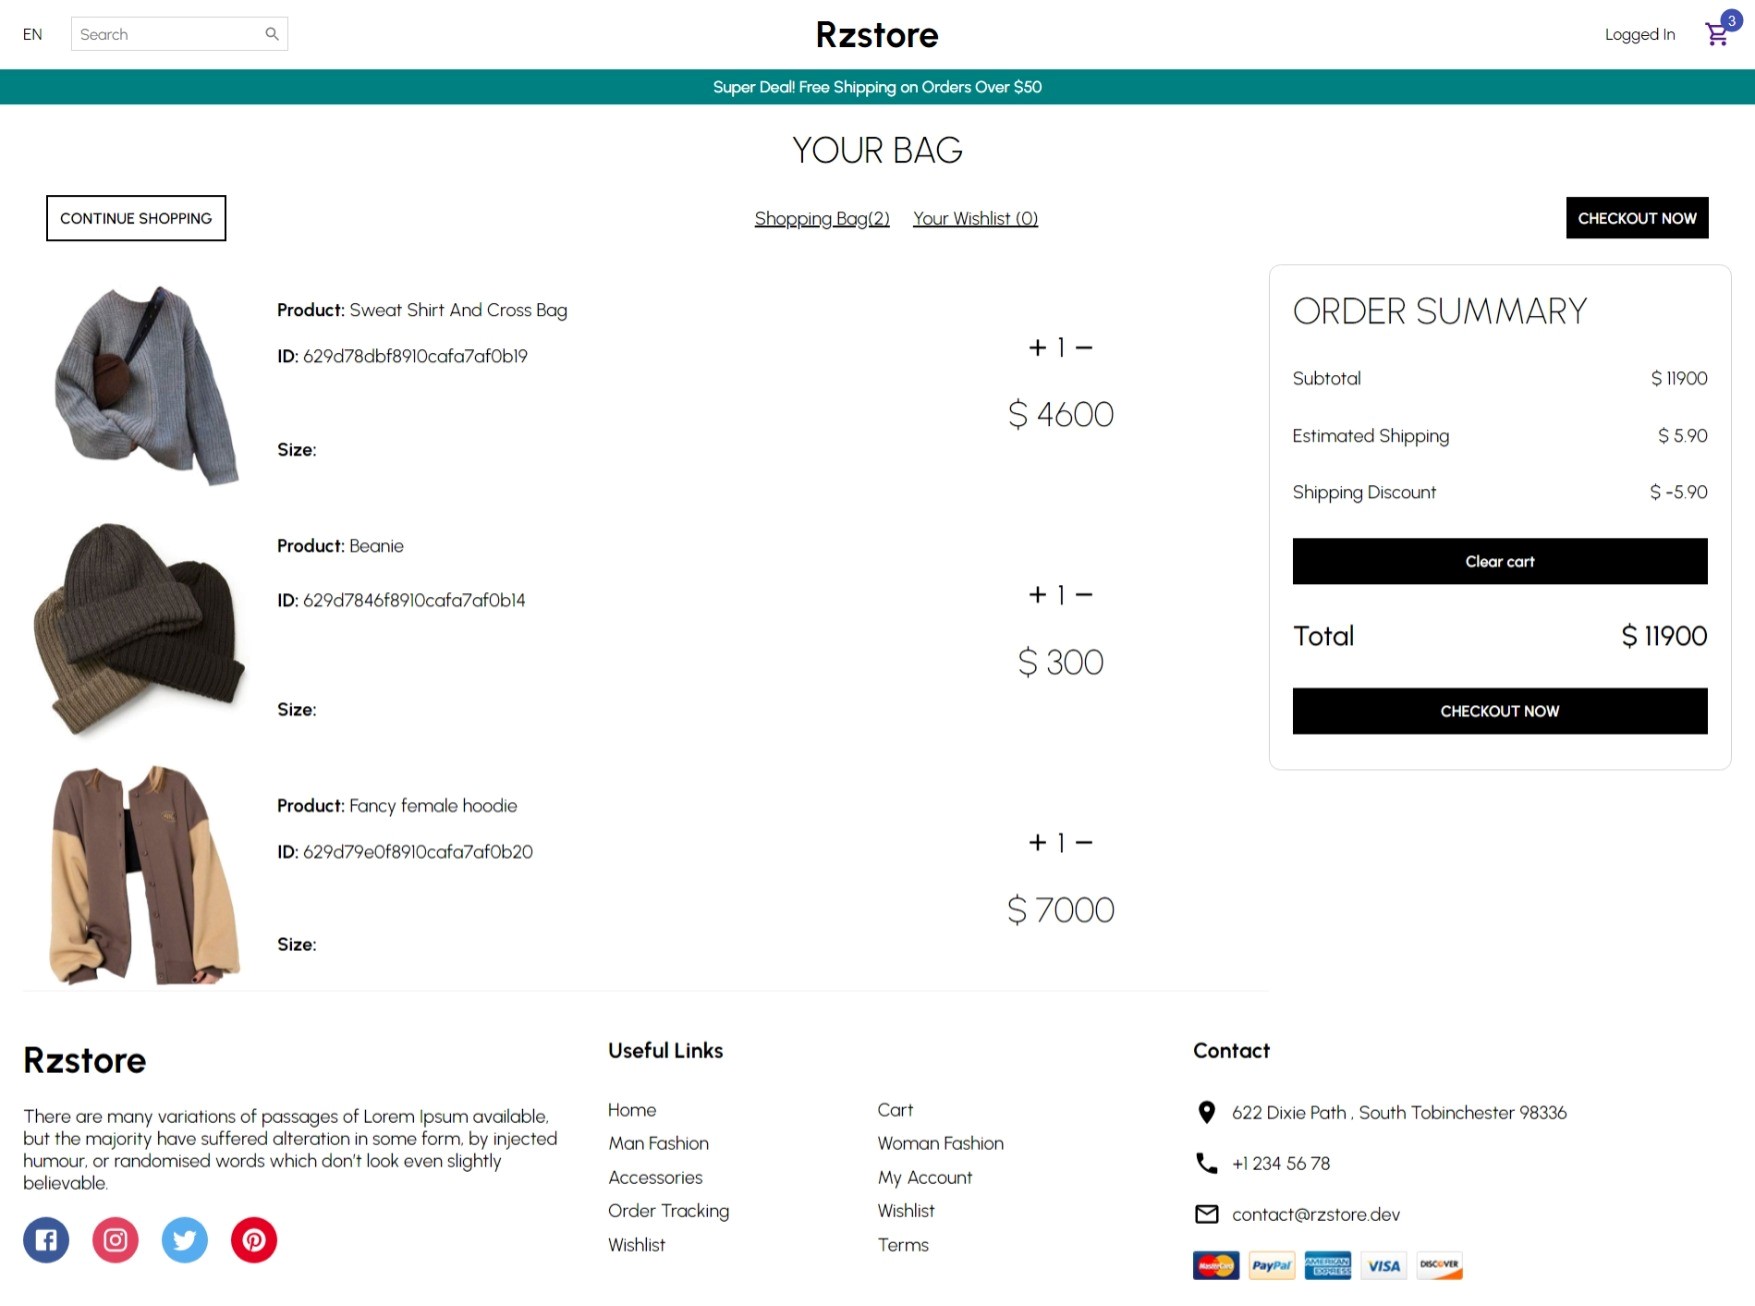 EN
Search
Rzstore
Logged In
3
Super Deal! Free Shipping on Orders Over $50
YOUR BAG
CONTINUE SHOPPING
Shopping Bag(2)
Your Wishlist (0)
CHECKOUT NOW
Product: Sweat Shirt And Cross Bag
ID: 629d78dbf8910cafa7af0b19
Size:
+ 1 −
$ 4600
Product: Beanie
ID: 629d7846f8910cafa7af0b14
Size:
+ 1 −
$ 300
Product: Fancy female hoodie
ID: 629d79e0f8910cafa7af0b20
Size:
+ 1 −
$ 7000
ORDER SUMMARY
Subtotal $ 11900
Estimated Shipping $ 5.90
Shipping Discount $ -5.90
Clear cart
Total $ 11900
CHECKOUT NOW
Rzstore
There are many variations of passages of Lorem Ipsum available,
but the majority have suffered alteration in some form, by injected
humour, or randomised words which don't look even slightly
believable.
Useful Links
Home
Cart
Man Fashion
Woman Fashion
Accessories
My Account
Order Tracking
Wishlist
Wishlist
Terms
Contact
622 Dixie Path , South Tobinchester 98336
+1 234 56 78
contact@rzstore.dev
MasterCard
PayPal
AMERICAN EXPRESS
VISA
DISCOVER